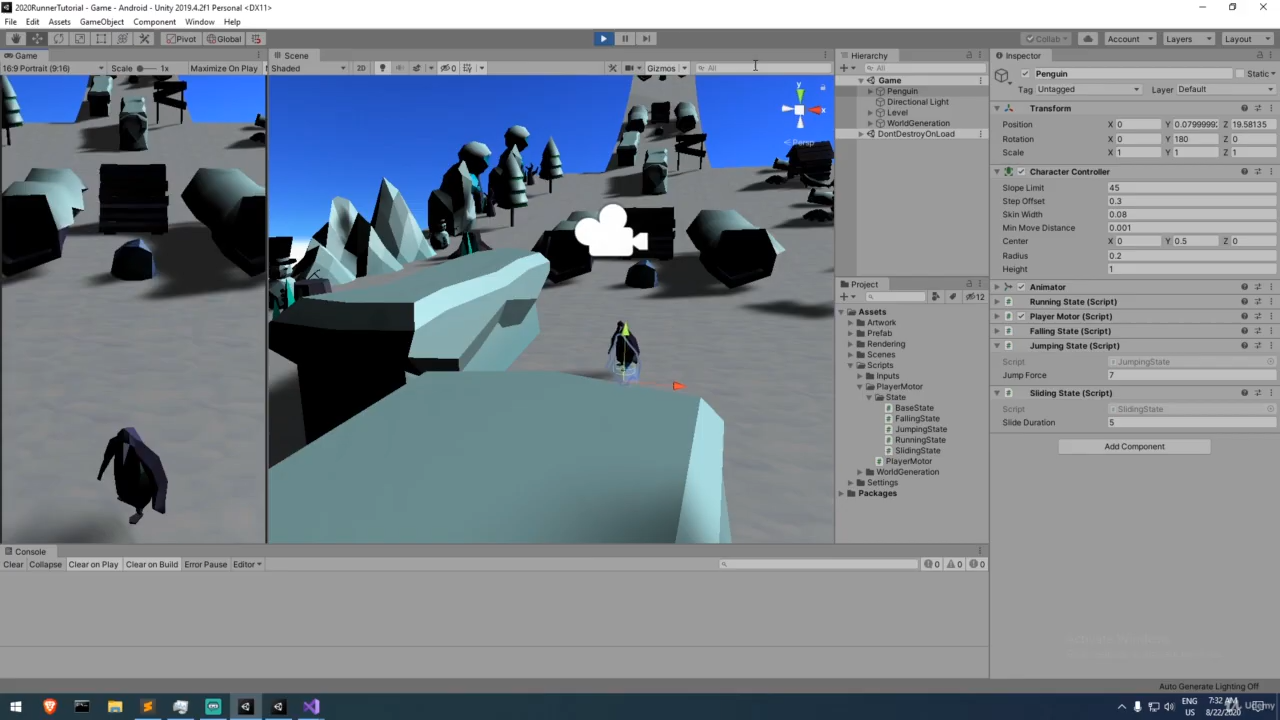 2020RunnerTutorial - Game - Android - Unity 2019.4.2f1 Personal <DX11>
File Edit Assets GameObject Component Window Help
Pivot Global Collab Account Layers Layout
Game Scene Hierarchy Inspector
16:9 Portrait (9:16) Scale 1x Maximize On Play Shaded 2D 0 Gizmos All All
Game
Penguin
Directional Light
Level
WorldGeneration
DontDestroyOnLoad
y
x
< Persp
Project
12
Assets
Artwork
Prefab
Rendering
Scenes
Scripts
Inputs
PlayerMotor
State
BaseState
FallingState
JumpingState
RunningState
SlidingState
PlayerMotor
WorldGeneration
Settings
Packages
Penguin Static
Tag Untagged Layer Default
Transform
Position X 0 Y 0.0799999 Z 19.58135
Rotation X 0 Y 180 Z 0
Scale X 1 Y 1 Z 1
Character Controller
Slope Limit 45
Step Offset 0.3
Skin Width 0.08
Min Move Distance 0.001
Center X 0 Y 0.5 Z 0
Radius 0.2
Height 1
Animator
Running State (Script)
Player Motor (Script)
Falling State (Script)
Jumping State (Script)
Script JumpingState
Jump Force 7
Sliding State (Script)
Script SlidingState
Slide Duration 5
Add Component
Console
Clear Collapse Clear on Play Clear on Build Error Pause Editor 0 0 0
Auto Generate Lighting Off
ENG
US
7:32 AM
8/22/2020
Udemy